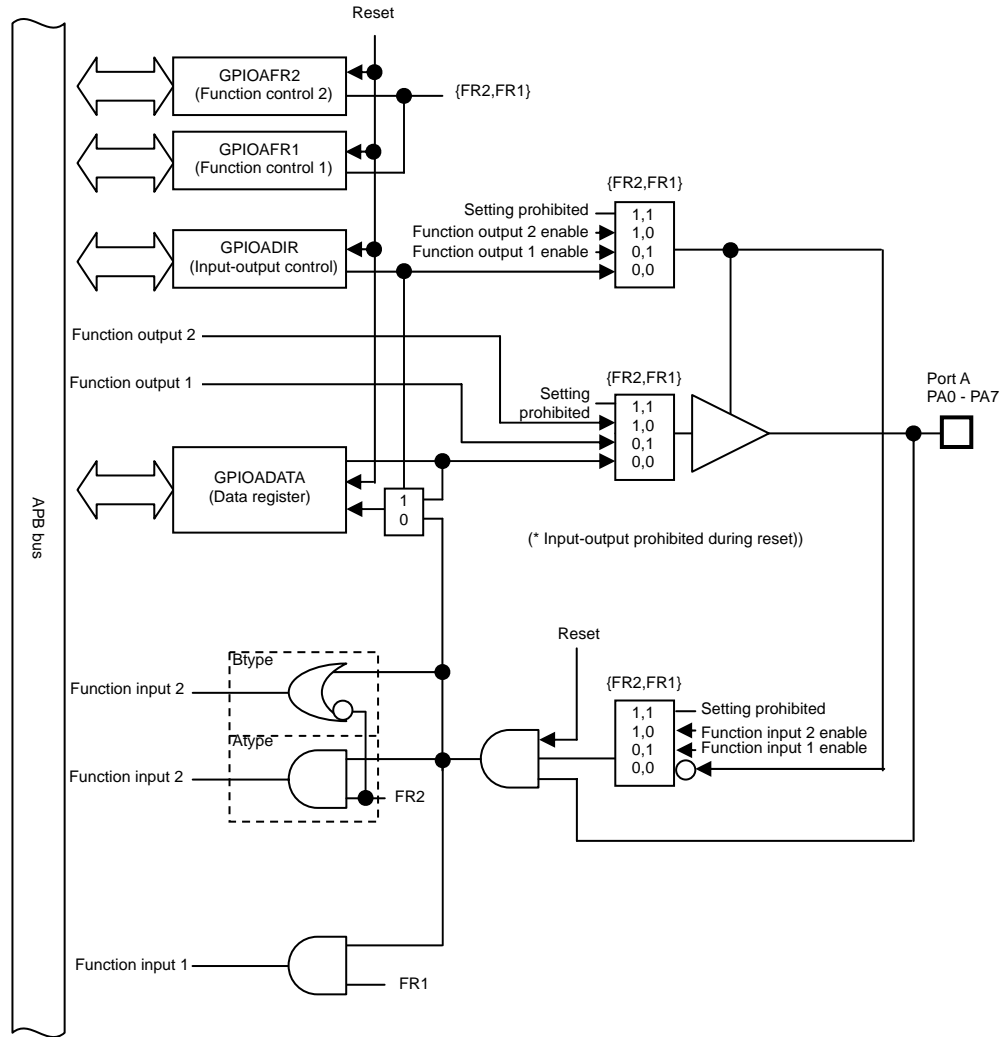 Reset
GPIOAFR2
(Function control 2)
{FR2,FR1}
GPIOAFR1
(Function control 1)
{FR2,FR1}
Setting prohibited
1,1
Function output 2 enable
1,0
Function output 1 enable
0,1
0,0
GPIOADIR
(Input-output control)
Function output 2
Function output 1
{FR2,FR1}
Setting
prohibited
1,1
1,0
0,1
0,0
Port A
PA0 - PA7
GPIOADATA
(Data register)
1
0
APB bus
(* Input-output prohibited during reset))
Reset
Btype
Function input 2
{FR2,FR1}
1,1
Setting prohibited
1,0
Function input 2 enable
0,1
Function input 1 enable
0,0
Atype
Function input 2
FR2
Function input 1
FR1